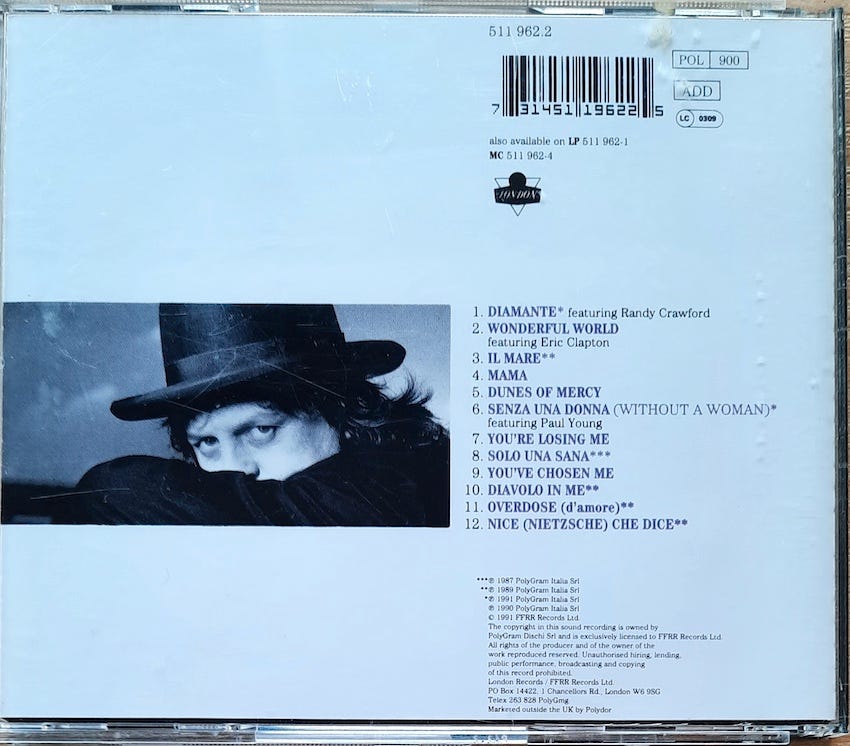 511 962.2
POL 900
ADD
7 31451 19622 5
LC 0309
also available on LP 511 962-1
MC 511 962-4
LONDON
1. DIAMANTE* featuring Randy Crawford
2. WONDERFUL WORLD
featuring Eric Clapton
3. IL MARE**
4. MAMA
5. DUNES OF MERCY
6. SENZA UNA DONNA (WITHOUT A WOMAN)*
featuring Paul Young
7. YOU'RE LOSING ME
8. SOLO UNA SANA***
9. YOU'VE CHOSEN ME
10. DIAVOLO IN ME**
11. OVERDOSE (d'amore)**
12. NICE (NIETZSCHE) CHE DICE**
***℗ 1987 PolyGram Italia Srl
**℗ 1989 PolyGram Italia Srl
*℗ 1991 PolyGram Italia Srl
℗ 1990 PolyGram Italia Srl
© 1991 FFRR Records Ltd.
The copyright in this sound recording is owned by
PolyGram Dischi Srl and is exclusively licensed to FFRR Records Ltd.
All rights of the producer and of the owner of the
work reproduced reserved. Unauthorised hiring, lending,
public performance, broadcasting and copying
of this record prohibited.
London Records / FFRR Records Ltd.
PO Box 14422, 1 Chancellors Rd., London W6 9SG
Telex 263 828 PolyGmg
Marketed outside the UK by Polydor